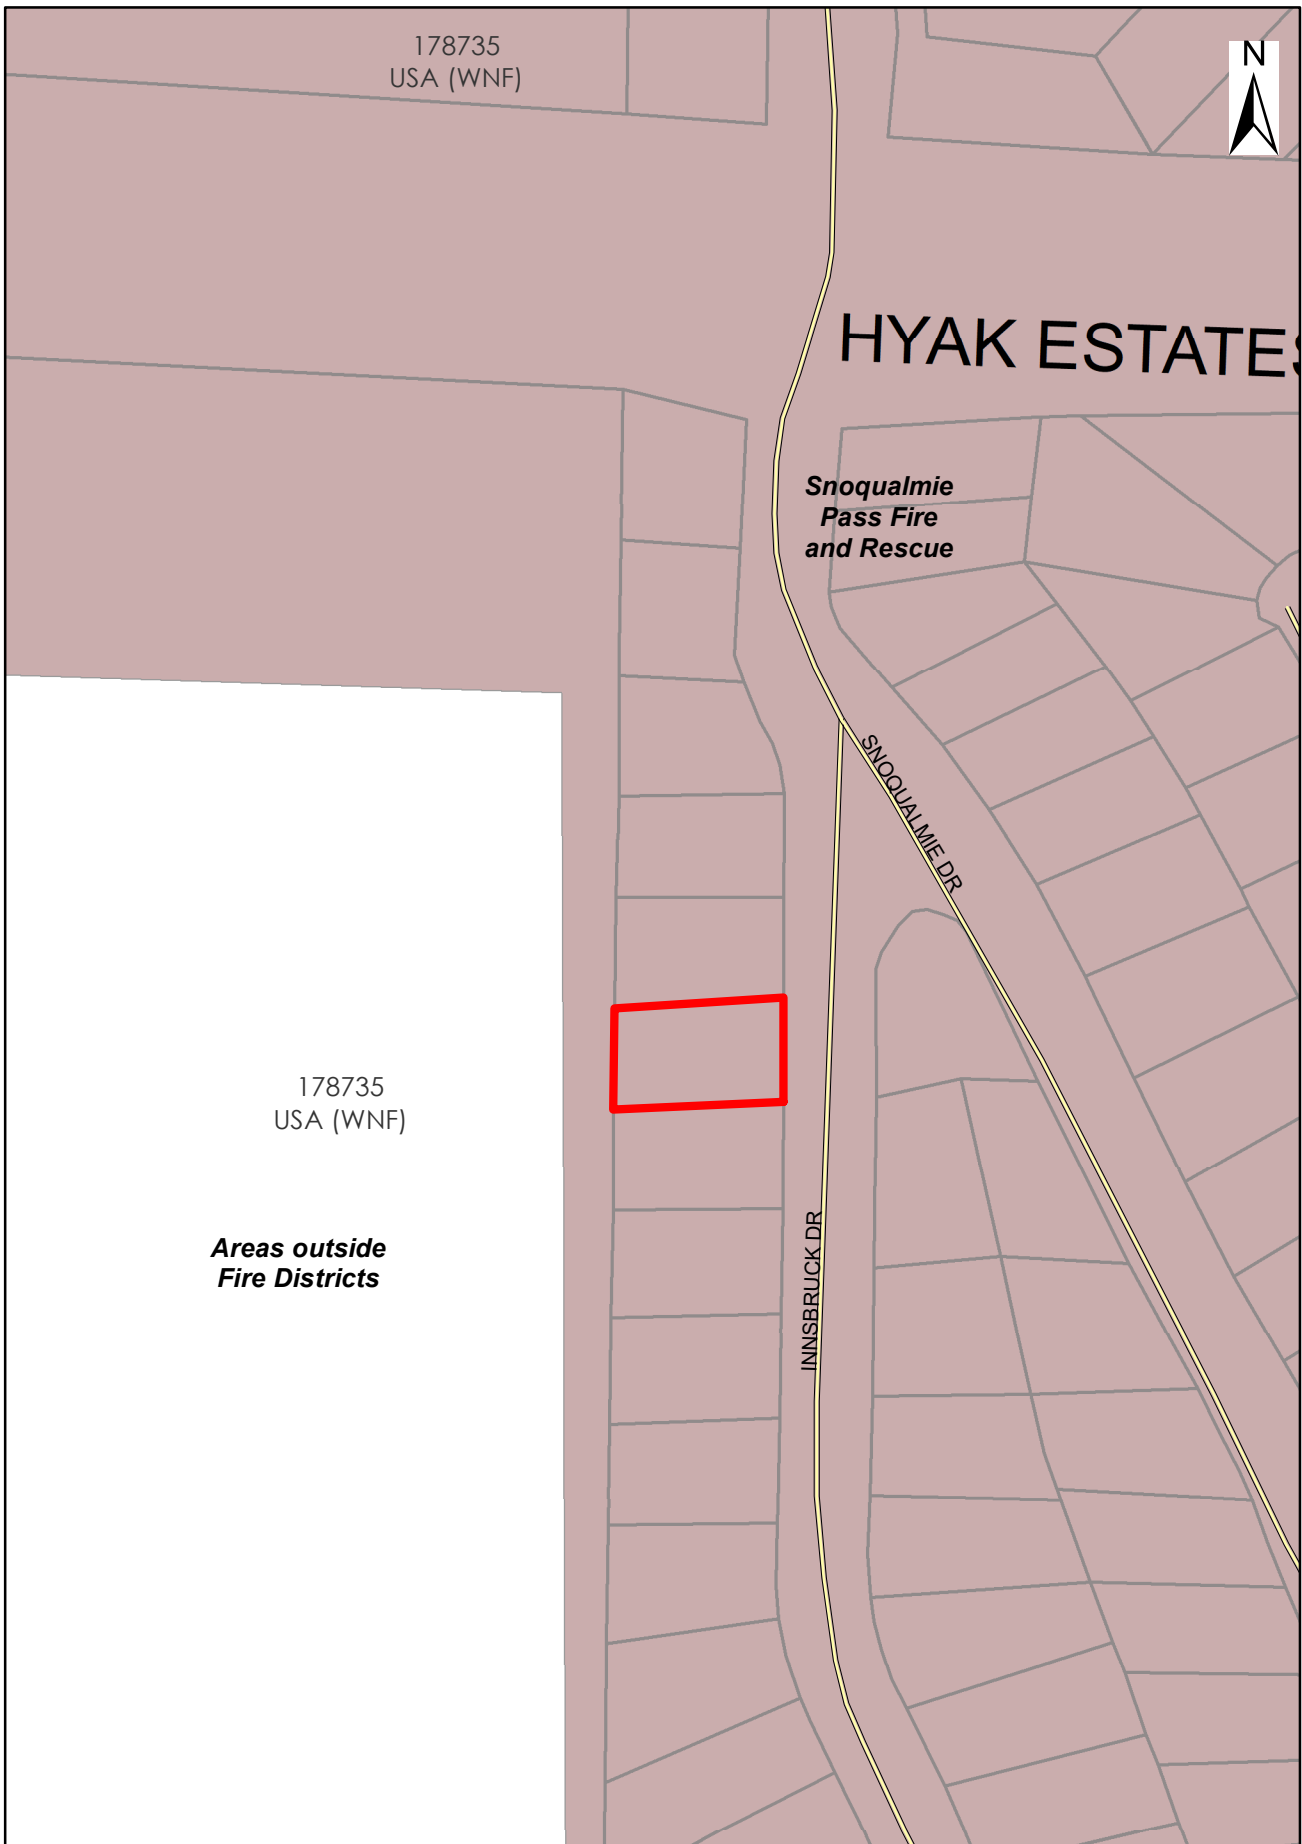 178735
USA (WNF)
N
HYAK ESTATES
Snoqualmie
Pass Fire
and Rescue
SNOQUALMIE DR
178735
USA (WNF)
Areas outside
Fire Districts
INNSBRUCK DR